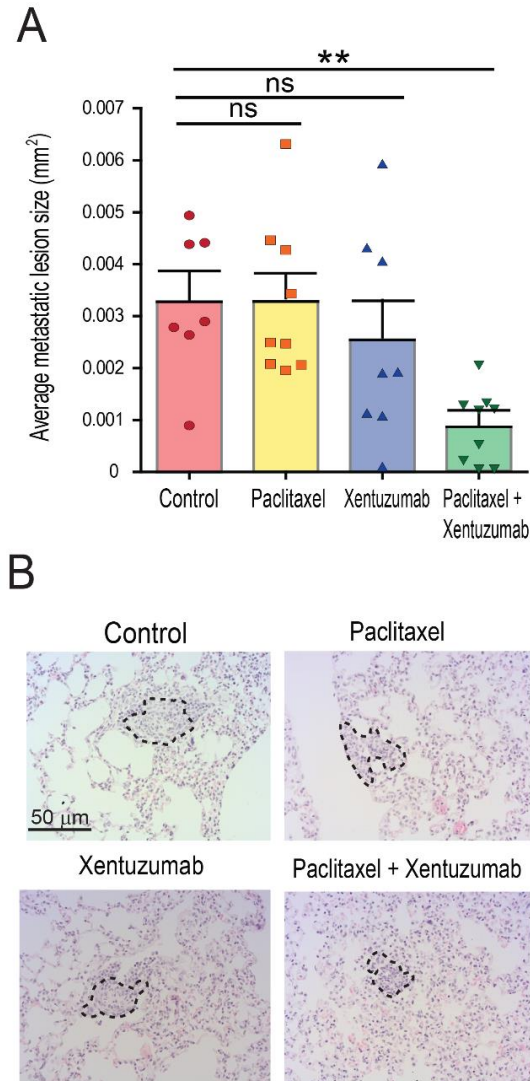 A
**
ns
ns
Average metastatic lesion size (mm²)
0.007
0.006
0.005
0.004
0.003
0.002
0.001
0
Control
Paclitaxel
Xentuzumab
Paclitaxel +
Xentuzumab
B
Control
Paclitaxel
50 μm
Xentuzumab
Paclitaxel + Xentuzumab